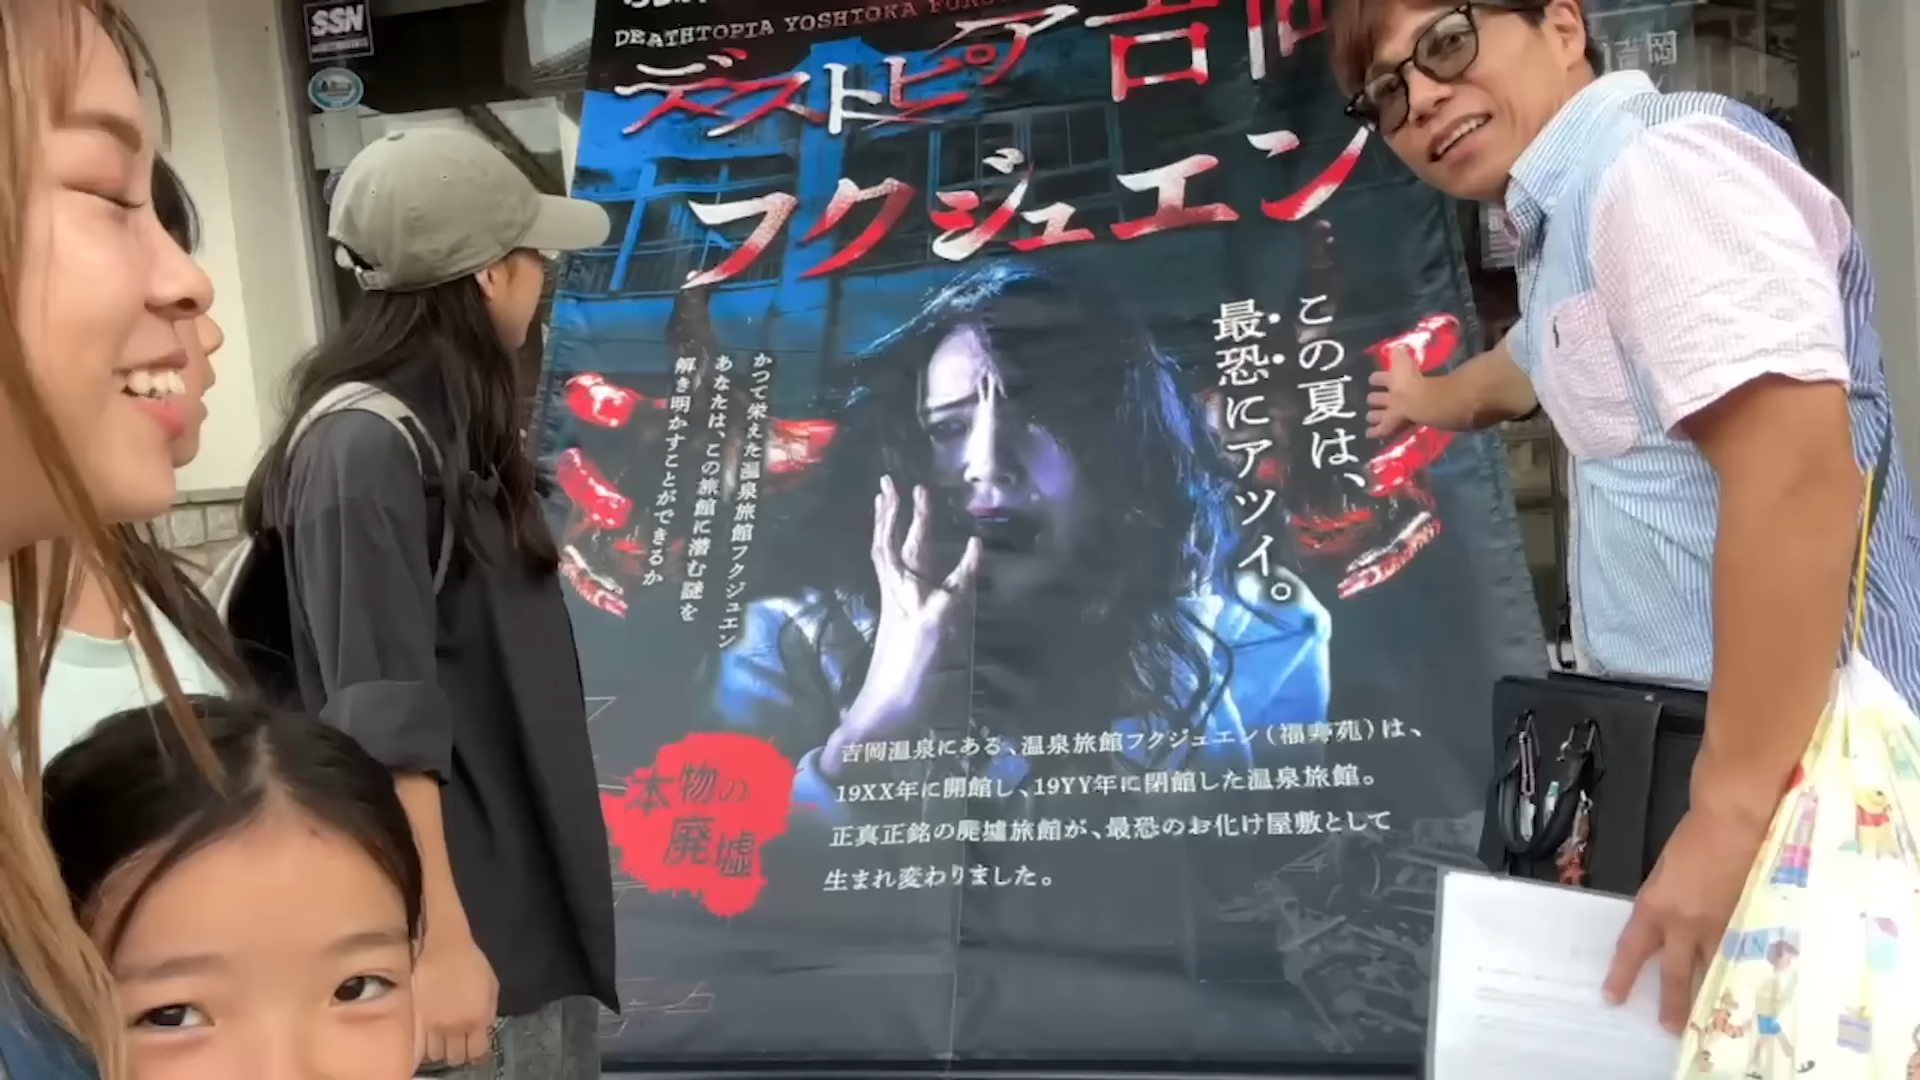 SSN
DEATHTOPIA YOSHIOKA
デストピア吉
フクジュエン
この夏は、
最恐にアツイ。
かつて栄えた温泉旅館フクジュエン
あなたは、この旅館に潜む謎を
解き明かすことができるか
本物の
廃墟
吉岡温泉にある、温泉旅館フクジュエン（福寿苑）は、
19XX年に開館し、19YY年に閉館した温泉旅館。
正真正銘の廃墟旅館が、最恐のお化け屋敷として
生まれ変わりました。